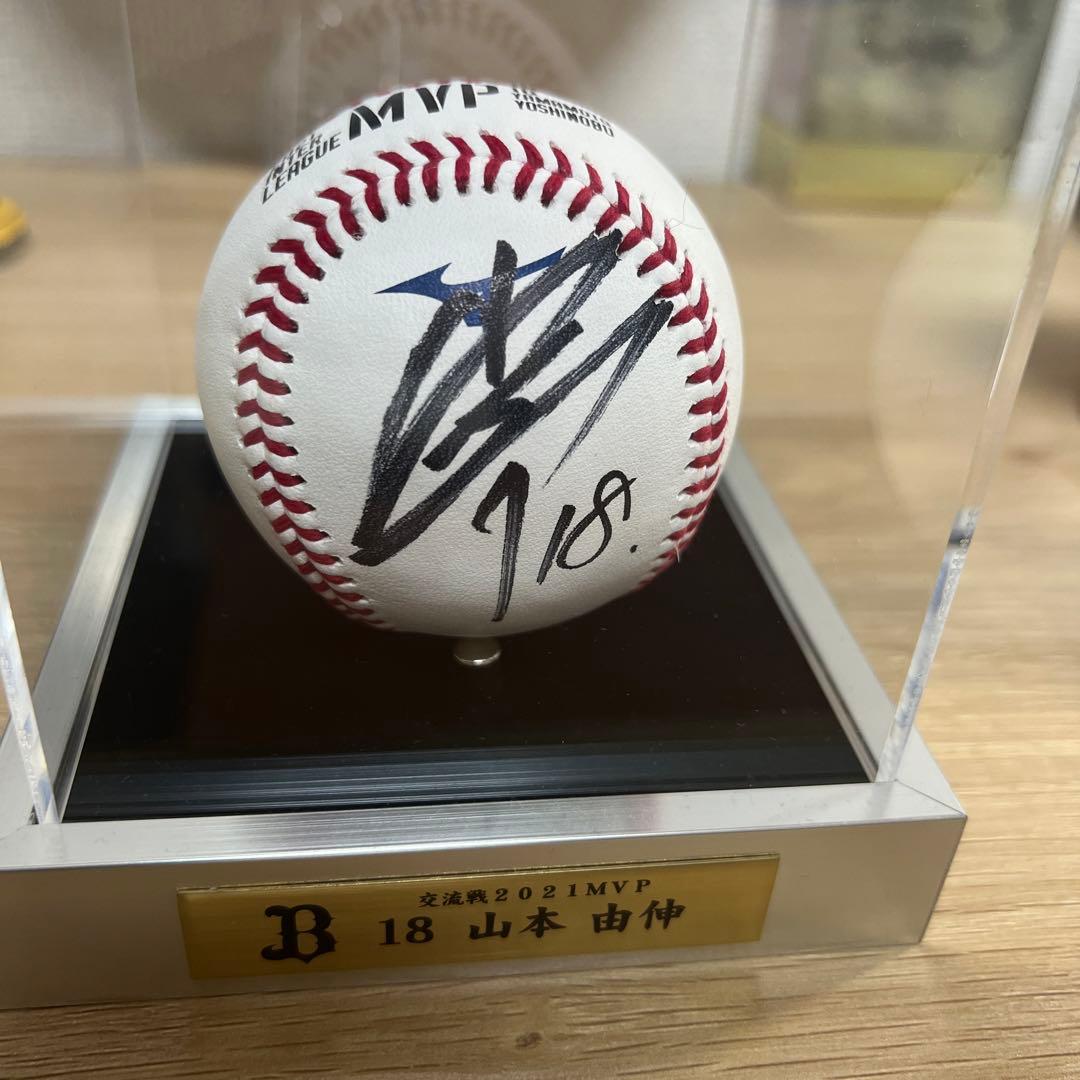 INTER LEAGUE
MVP
YAMAMOTO
YOSHINOBU
18.
交流戦2021MVP
B 18 山本 由伸